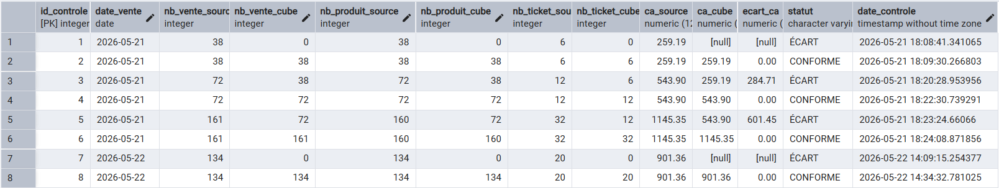 id_controle date_vente nb_vente_sourc nb_vente_cube nb_produit_source nb_produit_cube nb_ticket_sou nb_ticket_cube ca_source ca_cube ecart_ca statut date_controle
[PK] integer date integer integer integer integer integer integer numeric (12 numeric ( numeric ( character varyin timestamp without time zone
1 1 2026-05-21 38 0 38 0 6 0 259.19 [null] [null] ÉCART 2026-05-21 18:08:41.341065
2 2 2026-05-21 38 38 38 38 6 6 259.19 259.19 0.00 CONFORME 2026-05-21 18:09:30.266803
3 3 2026-05-21 72 38 72 38 12 6 543.90 259.19 284.71 ÉCART 2026-05-21 18:20:28.953956
4 4 2026-05-21 72 72 72 72 12 12 543.90 543.90 0.00 CONFORME 2026-05-21 18:22:30.739291
5 5 2026-05-21 161 72 160 72 32 12 1145.35 543.90 601.45 ÉCART 2026-05-21 18:23:24.66066
6 6 2026-05-21 161 161 160 160 32 32 1145.35 1145.35 0.00 CONFORME 2026-05-21 18:24:08.871856
7 7 2026-05-22 134 0 134 0 20 0 901.36 [null] [null] ÉCART 2026-05-22 14:09:15.254377
8 8 2026-05-22 134 134 134 134 20 20 901.36 901.36 0.00 CONFORME 2026-05-22 14:34:32.781025